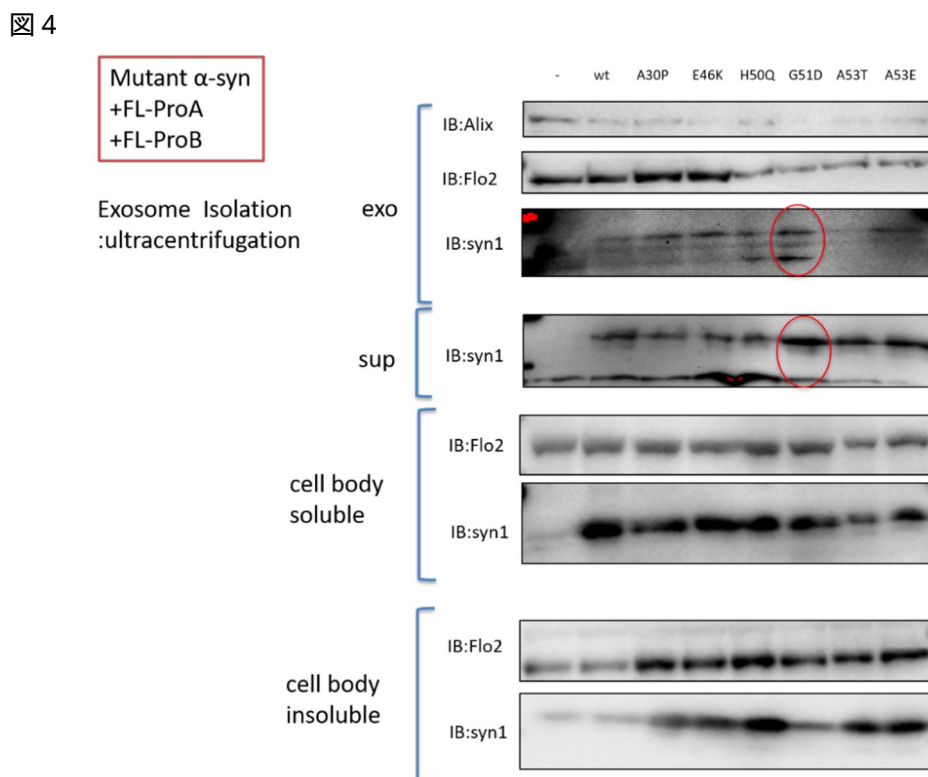 図 4
Mutant α-syn
+FL-ProA
+FL-ProB
Exosome Isolation
:ultracentrifugation
- wt A30P E46K H50Q G51D A53T A53E
exo
IB:Alix
IB:Flo2
IB:syn1
sup
IB:syn1
cell body
soluble
IB:Flo2
IB:syn1
cell body
insoluble
IB:Flo2
IB:syn1